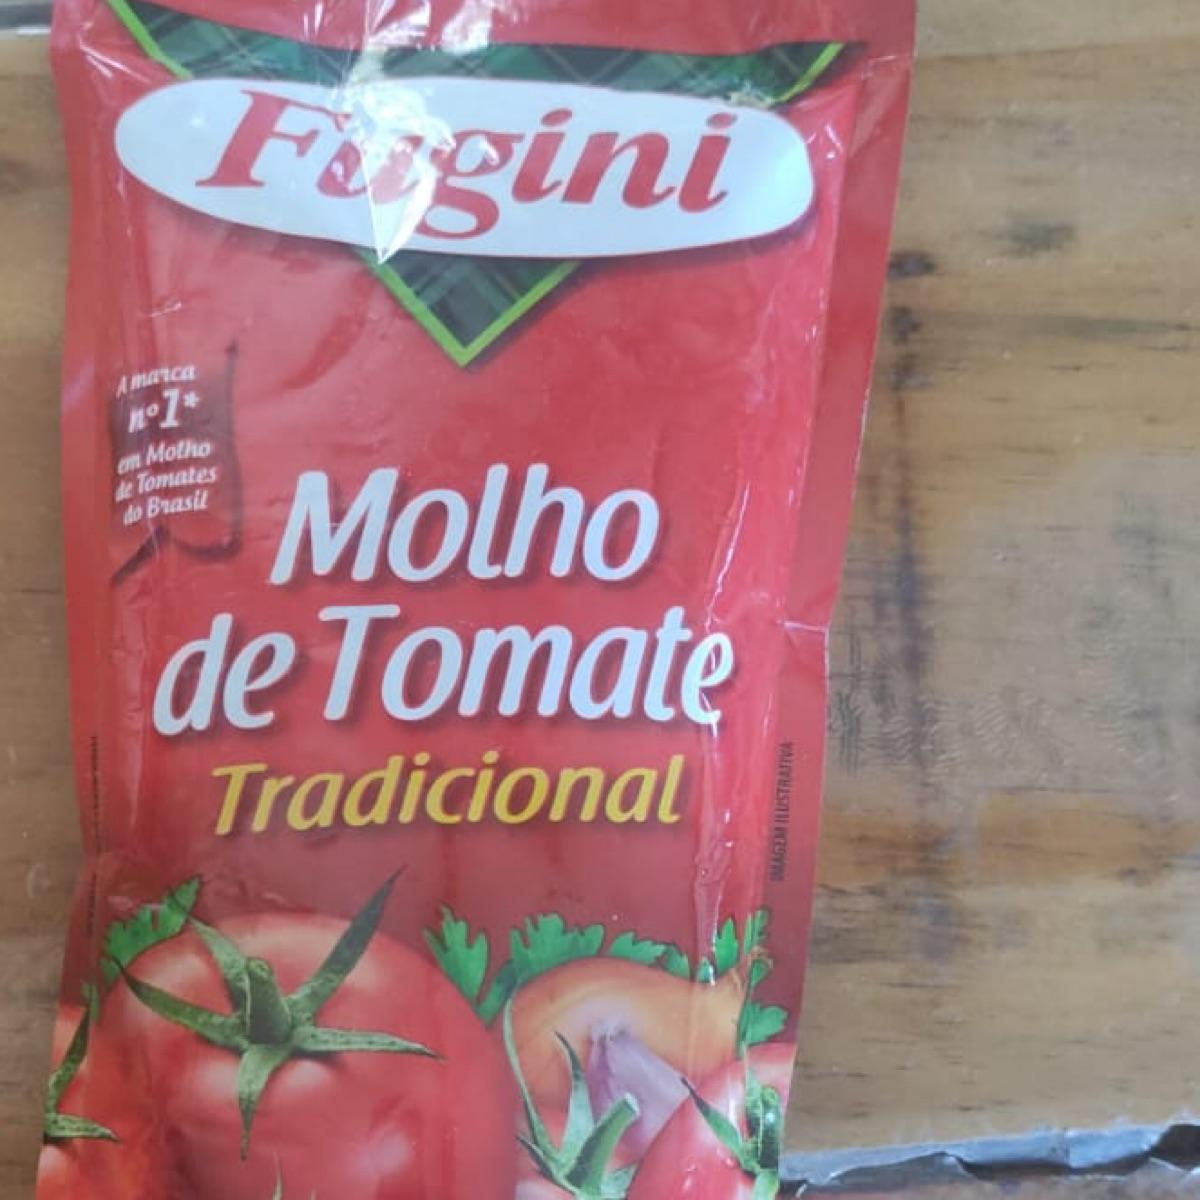 Fugini
A marca
nº1*
em Molho
de Tomates
do Brasil
Molho
de Tomate
Tradicional
IMAGEM ILUSTRATIVA